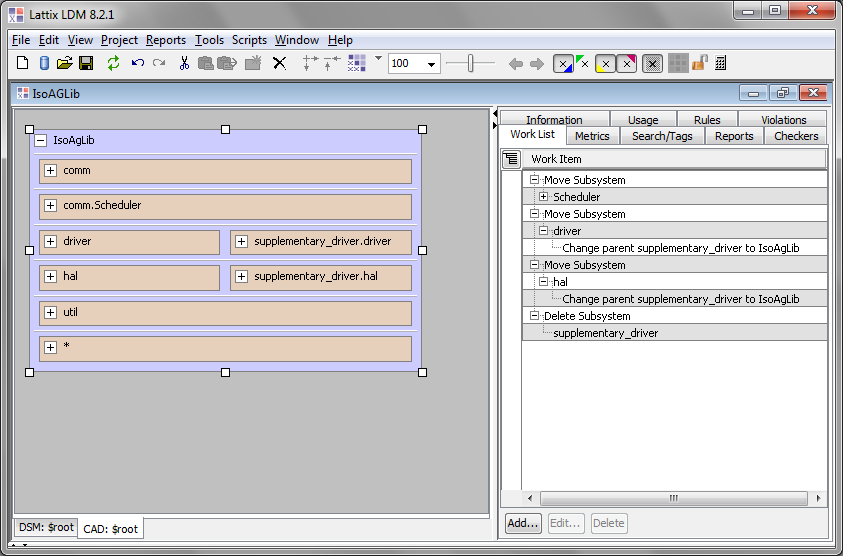 Lattix LDM 8.2.1
File Edit View Project Reports Tools Scripts Window Help
100
IsoAGLib
IsoAgLib
comm
comm.Scheduler
driver supplementary_driver.driver
hal supplementary_driver.hal
util
*
DSM: $root CAD: $root
Information Usage Rules Violations
Work List Metrics Search/Tags Reports Checkers
Work Item
Move Subsystem
Scheduler
Move Subsystem
driver
Change parent supplementary_driver to IsoAgLib
Move Subsystem
hal
Change parent supplementary_driver to IsoAgLib
Delete Subsystem
supplementary_driver
Add... Edit... Delete